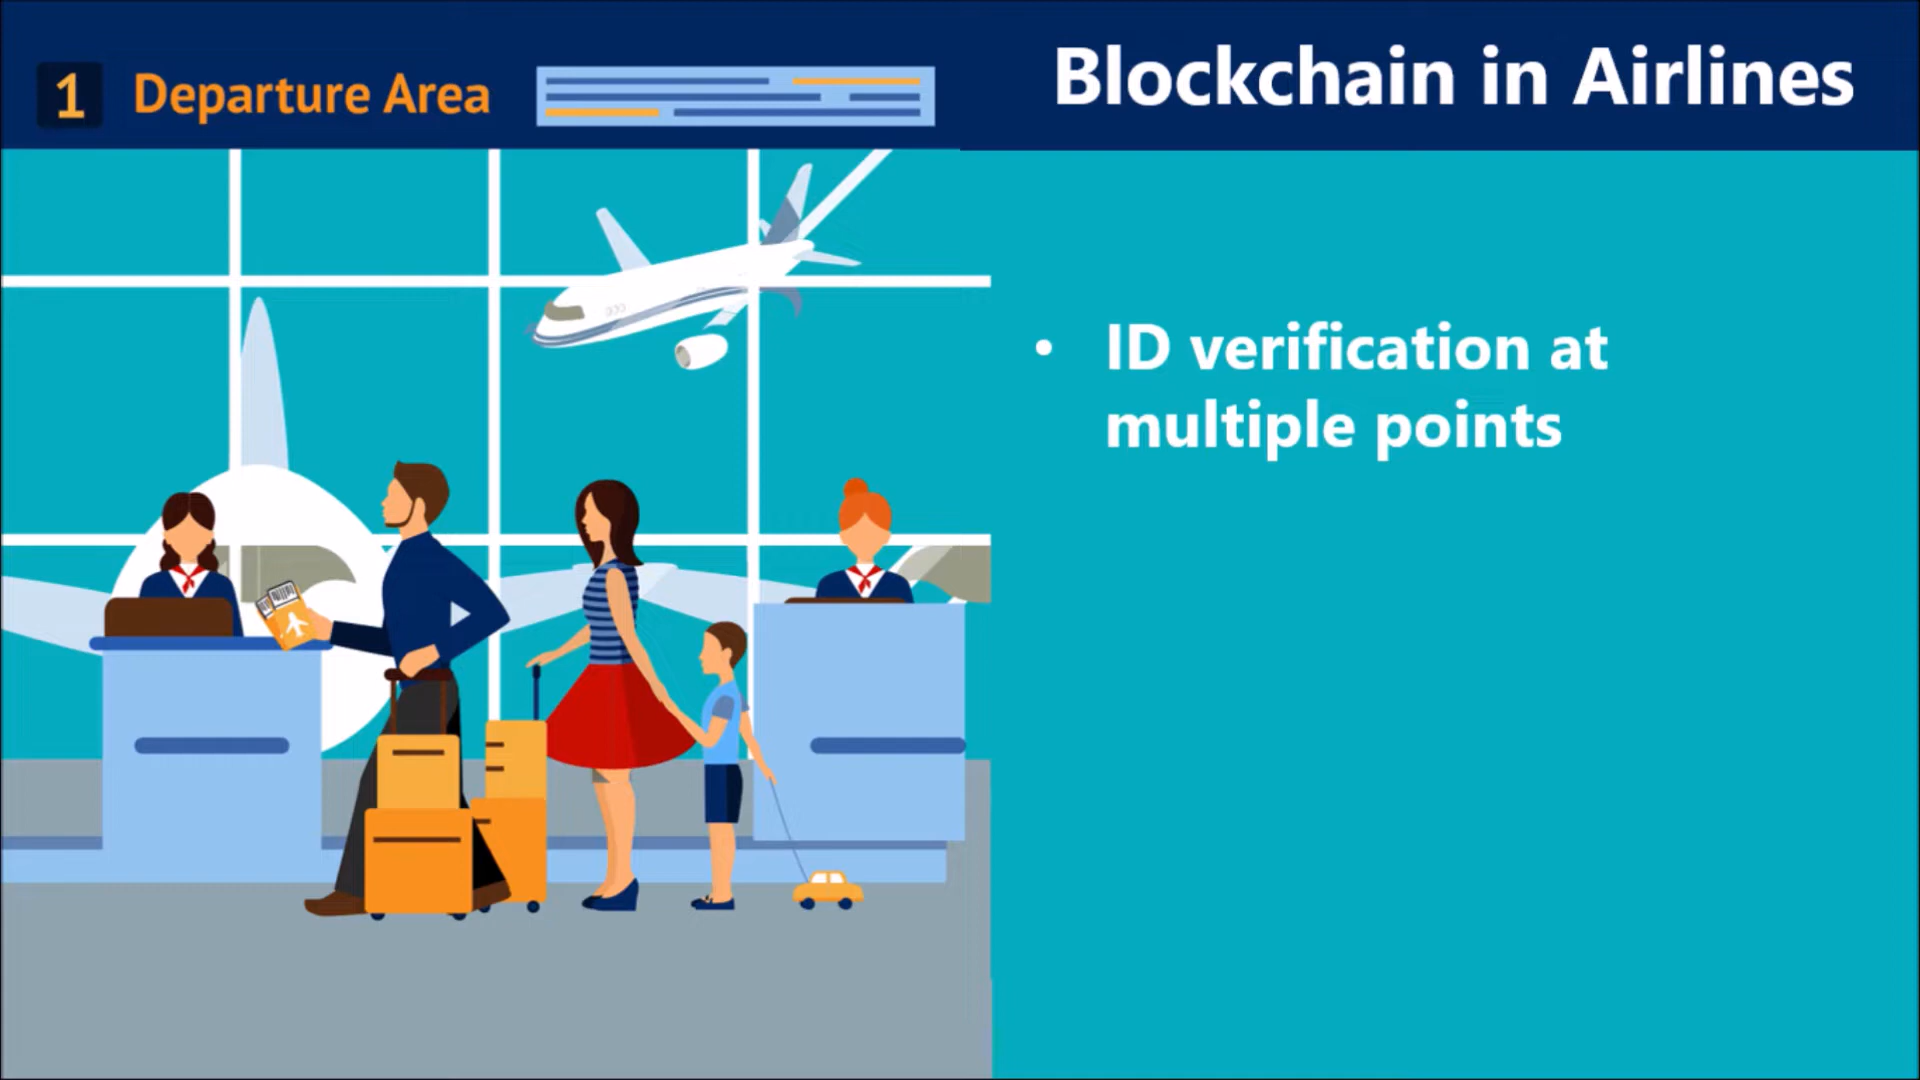 1 Departure Area
Blockchain in Airlines
• ID verification at
multiple points